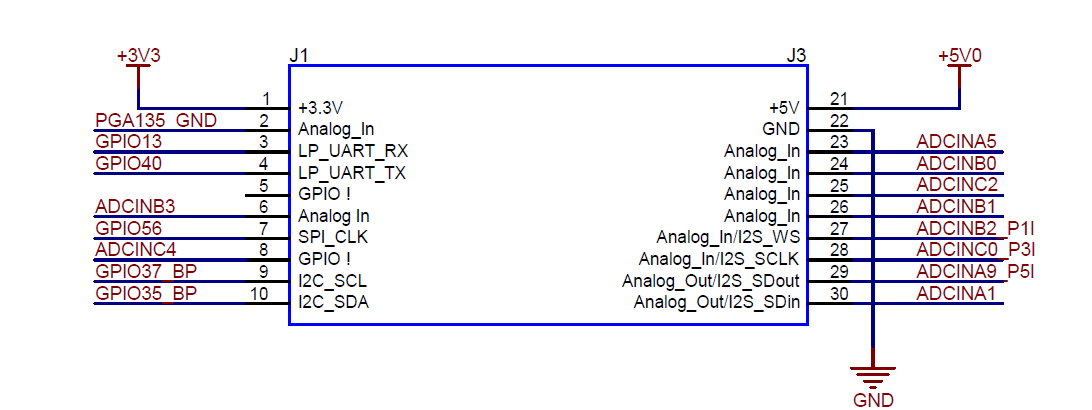 +3V3 J1 J3 +5V0
1 +3.3V +5V 21
PGA135_GND 2 Analog_In GND 22
GPIO13 3 LP_UART_RX Analog_In 23 ADCINA5
GPIO40 4 LP_UART_TX Analog_In 24 ADCINB0
5 GPIO ! Analog_In 25 ADCINC2
ADCINB3 6 Analog In Analog_In 26 ADCINB1
GPIO56 7 SPI_CLK Analog_In/I2S_WS 27 ADCINB2_P1I
ADCINC4 8 GPIO ! Analog_In/I2S_SCLK 28 ADCINC0_P3I
GPIO37_BP 9 I2C_SCL Analog_Out/I2S_SDout 29 ADCINA9_P5I
GPIO35_BP 10 I2C_SDA Analog_Out/I2S_SDin 30 ADCINA1
GND